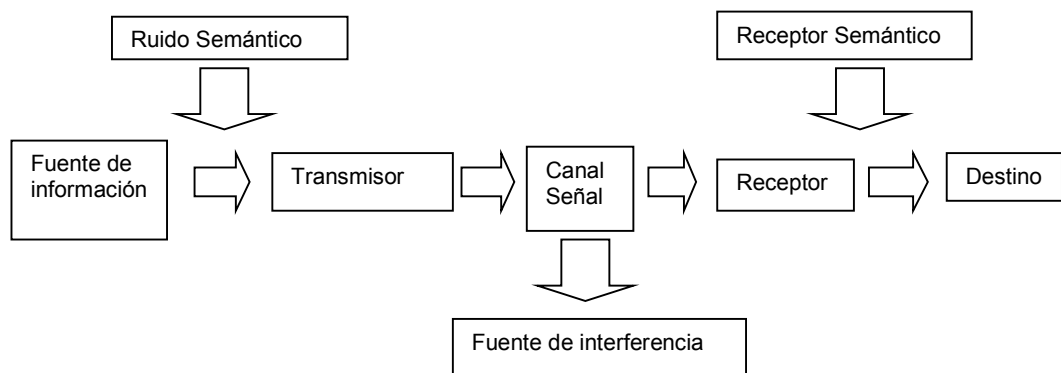 Ruido Semántico
Receptor Semántico
Fuente de
información
Transmisor
Canal
Señal
Receptor
Destino
Fuente de interferencia